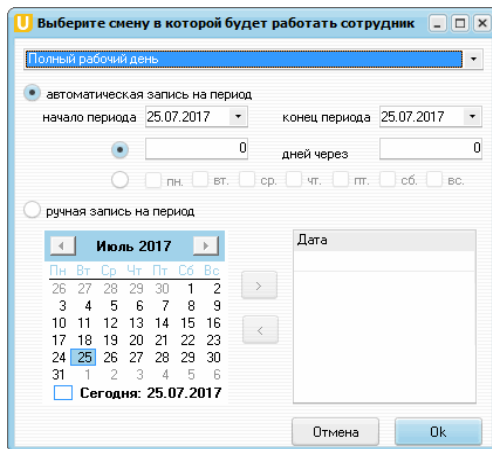 U Выберите смену в которой будет работать сотрудник
Полный рабочий день
автоматическая запись на период
начало периода 25.07.2017 конец периода 25.07.2017
0 дней через 0
пн. вт. ср. чт. пт. сб. вс.
ручная запись на период
Июль 2017
Пн Вт Ср Чт Пт Сб Вс
26 27 28 29 30 1 2
3 4 5 6 7 8 9
10 11 12 13 14 15 16
17 18 19 20 21 22 23
24 25 26 27 28 29 30
31 1 2 3 4 5 6
Сегодня: 25.07.2017
Дата
Отмена Ok